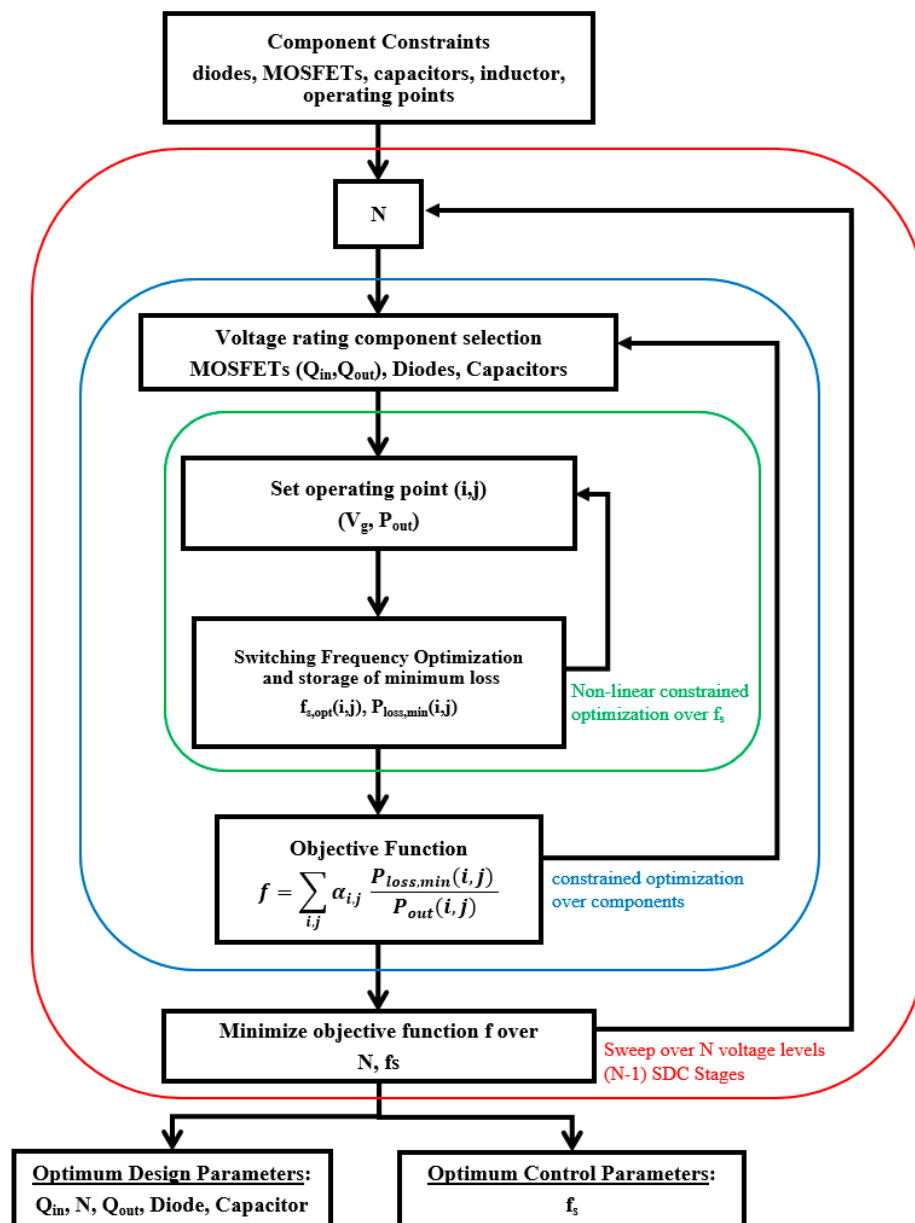 Component Constraints
diodes, MOSFETs, capacitors, inductor,
operating points
N
Voltage rating component selection
MOSFETs (Qin,Qout), Diodes, Capacitors
Set operating point (i,j)
(Vg, Pout)
Switching Frequency Optimization
and storage of minimum loss
fs,opt(i,j), Ploss,min(i,j)
Non-linear constrained
optimization over fs
Objective Function
f = ∑i,j αi,j Ploss,min(i,j) / Pout(i,j)
constrained optimization
over components
Minimize objective function f over
N, fs
Sweep over N voltage levels
(N-1) SDC Stages
Optimum Design Parameters:
Qin, N, Qout, Diode, Capacitor
Optimum Control Parameters:
fs